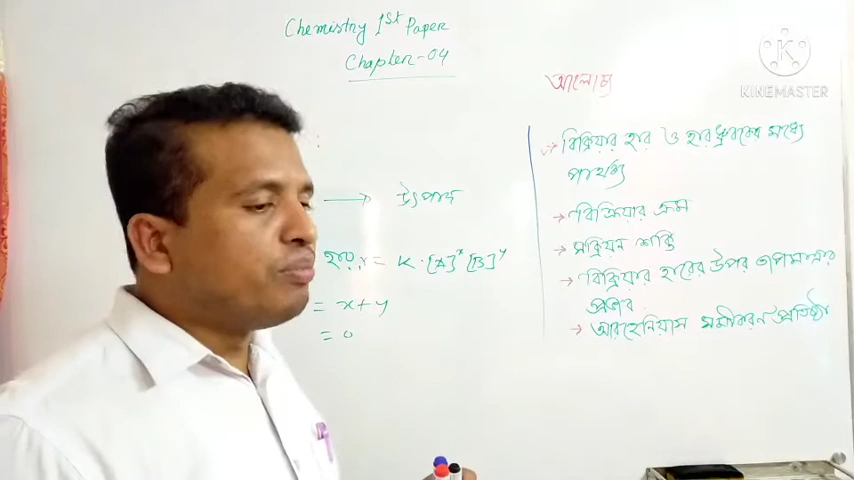 Chemistry 1st Paper
Chapter-04
আলোচ্য
KINEMASTER
→ বিক্রিয়ার হার ও হার ধ্রুবকের মধ্যে
পার্থক্য
→ বিক্রিয়ার ক্রম
→ সক্রিয়ন শক্তি
→ বিক্রিয়ার হারের উপর তাপমাত্রার
প্রভাব
→ আরহেনিয়াস সমীকরণ প্রতিষ্ঠা
→ উৎপাদ
হার, r = K·[A]^x [B]^y
= x+y
= 0